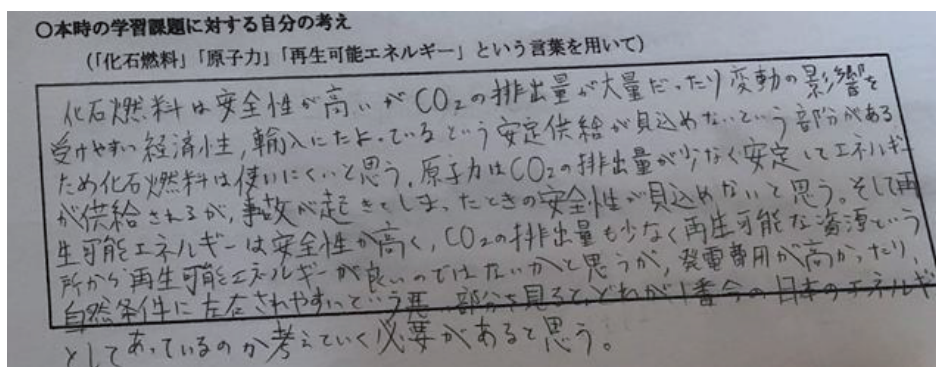 ○本時の学習課題に対する自分の考え
(「化石燃料」「原子力」「再生可能エネルギー」という言葉を用いて)
化石燃料は安全性が高いがCO2の排出量が大量だったり変動の影響を
受けやすい経済性,輸入にたよっているという安定供給が見込めないという部分がある
ため化石燃料は使いにくいと思う。原子力はCO2の排出量が少なく安定してエネルギー
が供給されるが,事故が起きてしまったときの安全性が見込めないと思う。そして再
生可能エネルギーは安全性が高く,CO2の排出量も少なく再生可能な資源という
所から再生可能エネルギーが良いのではないかと思うが,発電費用が高かったり,
自然条件に左右されやすいという悪い部分を見ると,どれが1番今の日本のエネルギ
としてあっているのか考えていく必要があると思う。